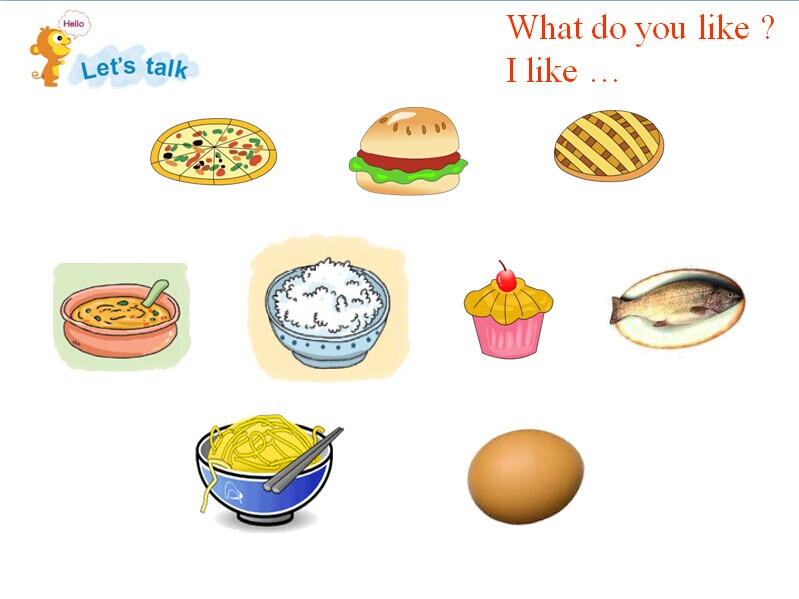 Hello
Let's talk
What do you like ?
I like ...